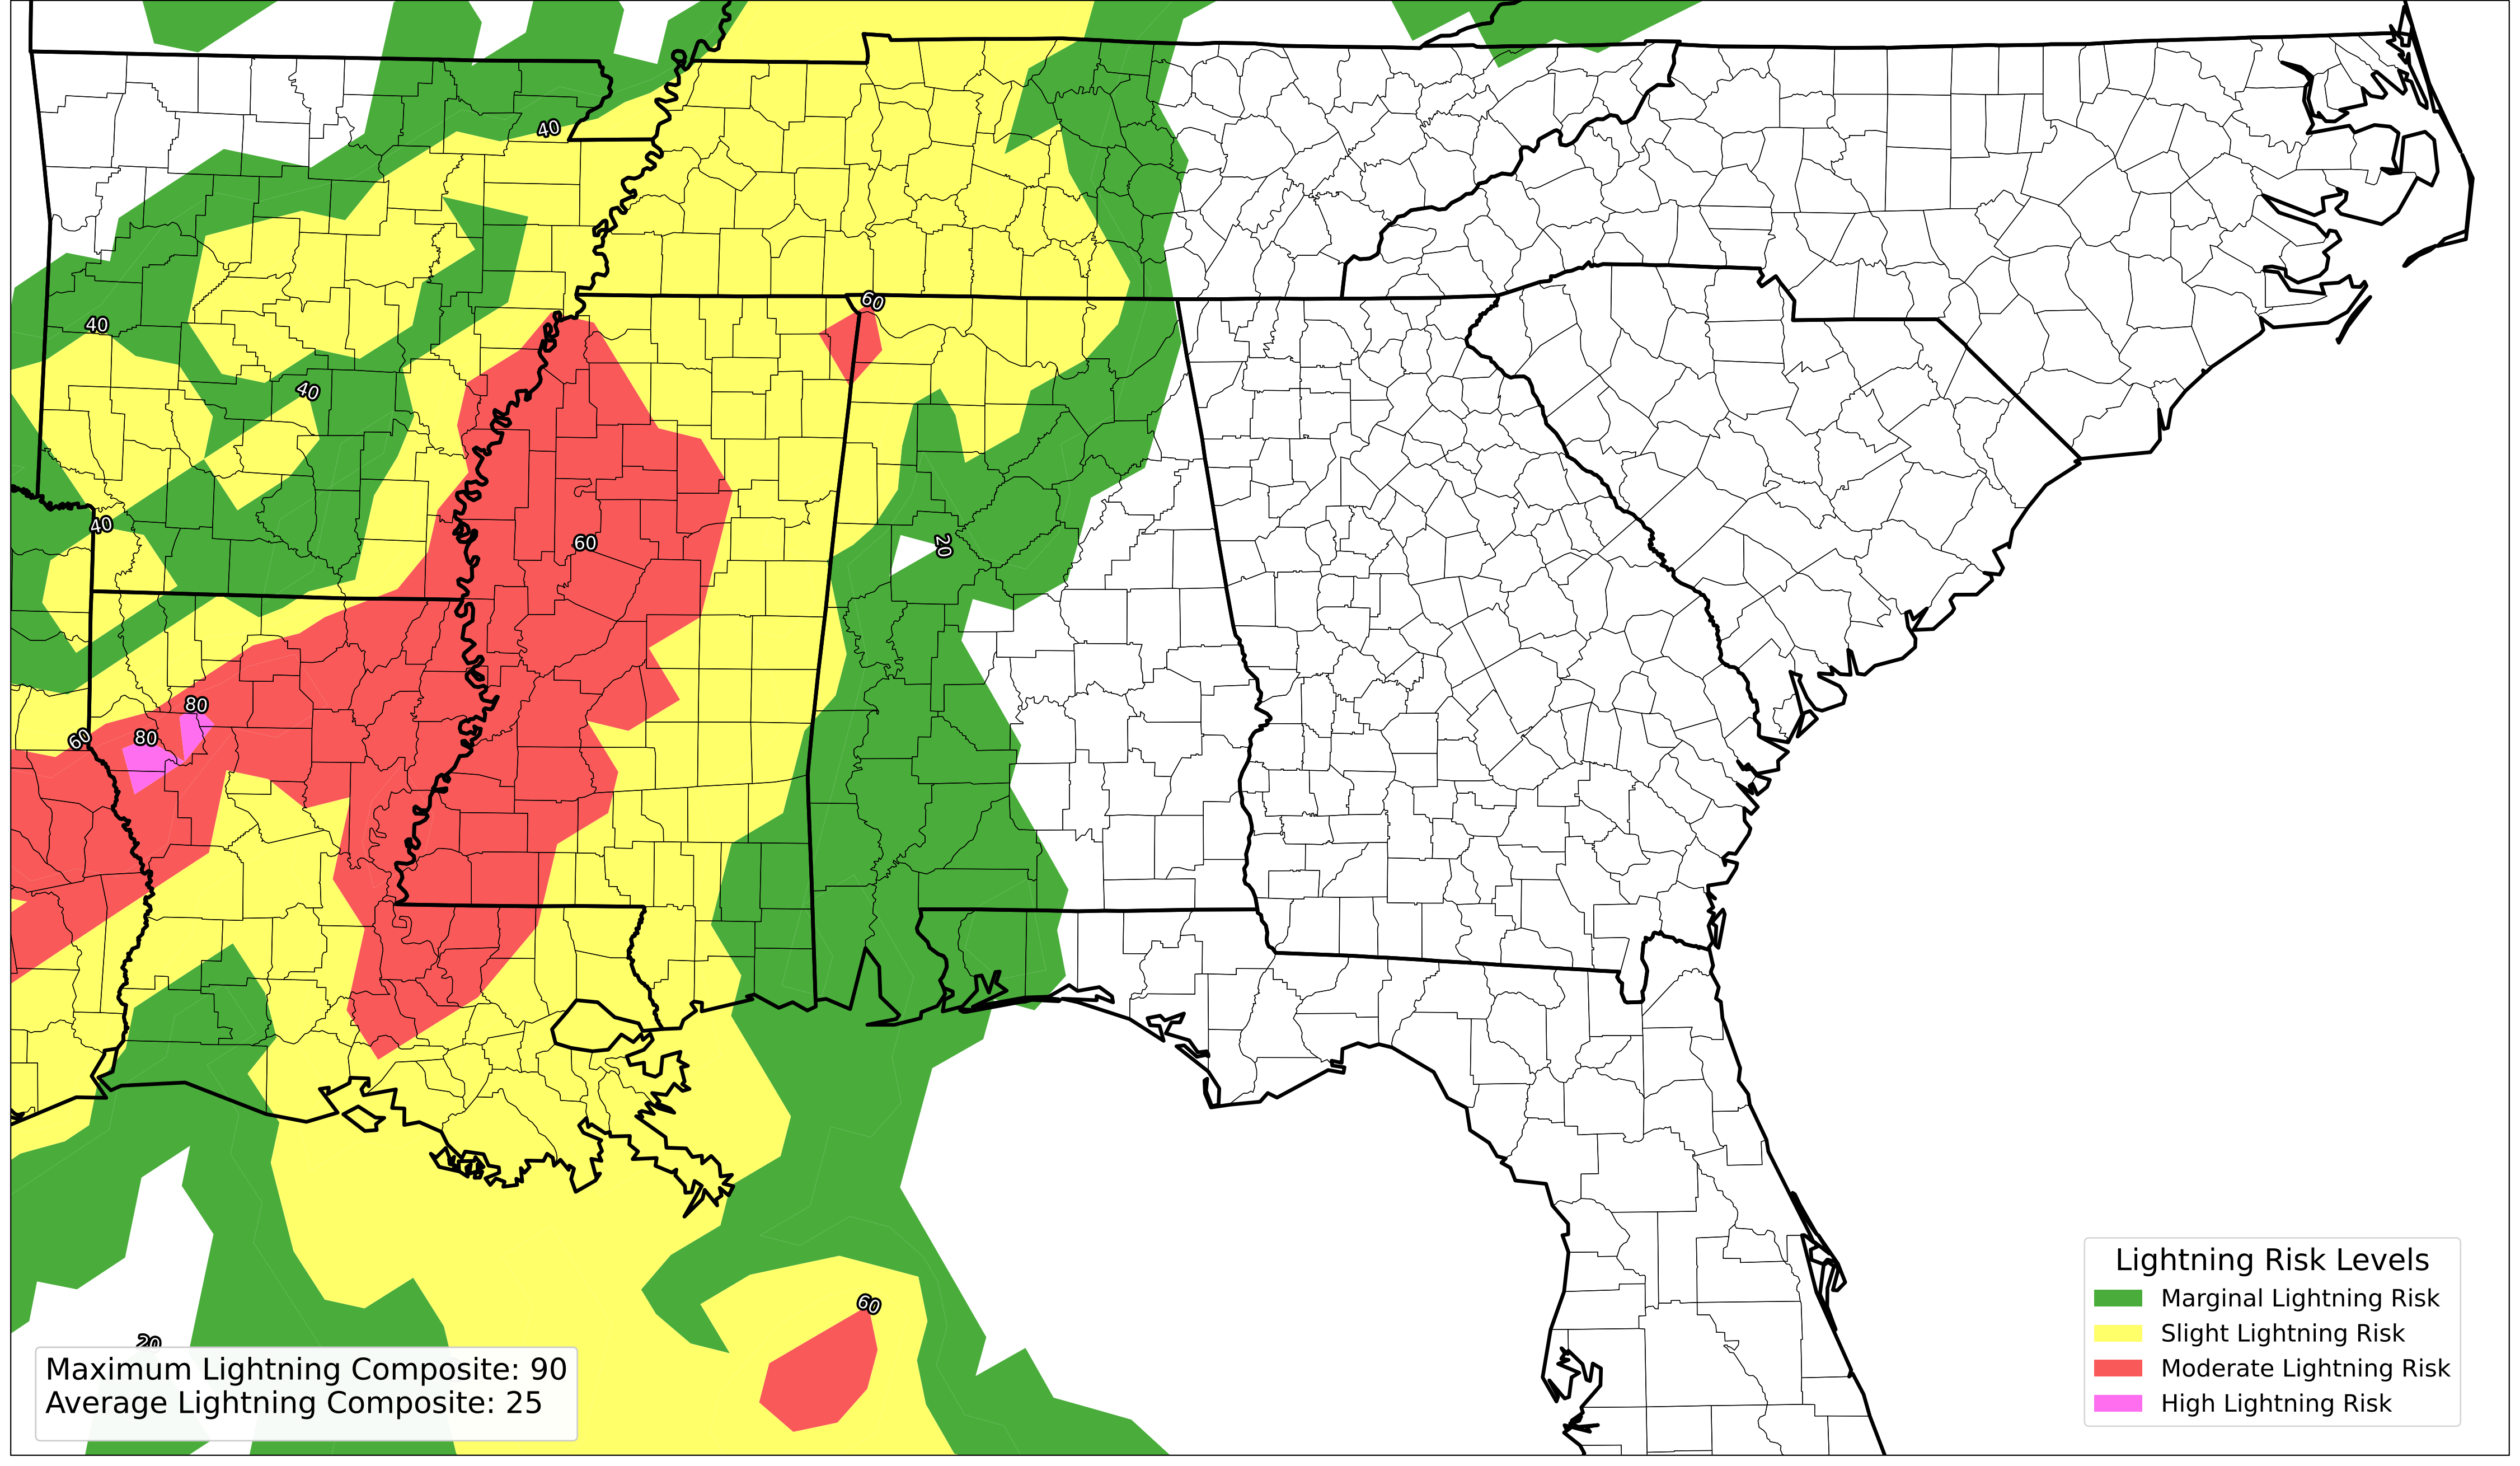 40
60
40
40
40
60
20
80
80
60
60
20
Lightning Risk Levels
Marginal Lightning Risk
Slight Lightning Risk
Moderate Lightning Risk
High Lightning Risk
Maximum Lightning Composite: 90
Average Lightning Composite: 25